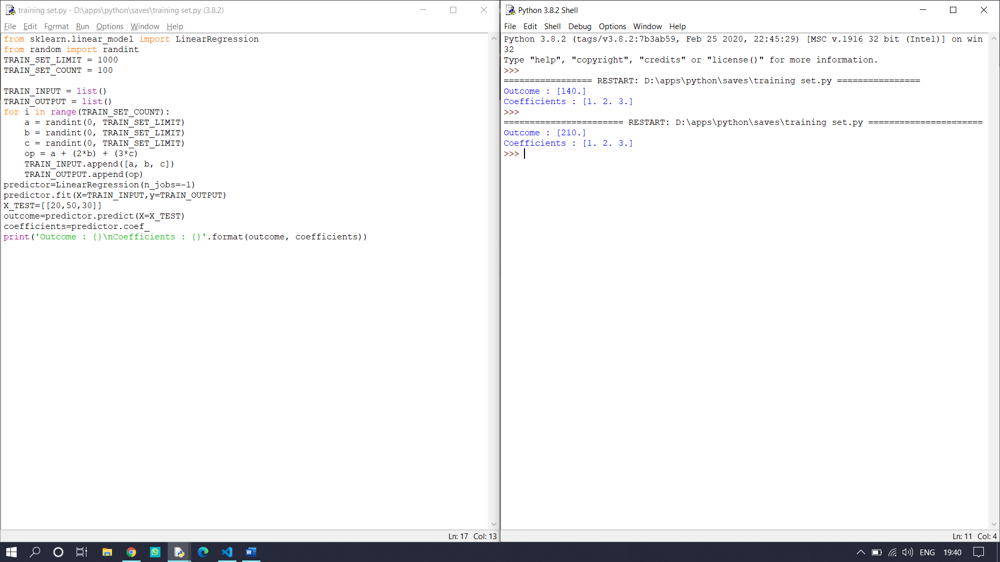 training set.py - D:\apps\python\saves\training set.py (3.8.2)
File Edit Format Run Options Window Help
from sklearn.linear_model import LinearRegression
from random import randint
TRAIN_SET_LIMIT = 1000
TRAIN_SET_COUNT = 100

TRAIN_INPUT = list()
TRAIN_OUTPUT = list()
for i in range(TRAIN_SET_COUNT):
    a = randint(0, TRAIN_SET_LIMIT)
    b = randint(0, TRAIN_SET_LIMIT)
    c = randint(0, TRAIN_SET_LIMIT)
    op = a + (2*b) + (3*c)
    TRAIN_INPUT.append([a, b, c])
    TRAIN_OUTPUT.append(op)
predictor=LinearRegression(n_jobs=-1)
predictor.fit(X=TRAIN_INPUT,y=TRAIN_OUTPUT)
X_TEST=[[20,50,30]]
outcome=predictor.predict(X=X_TEST)
coefficients=predictor.coef_
print('Outcome : {}\nCoefficients : {}'.format(outcome, coefficients))
Ln: 17 Col: 13
Python 3.8.2 Shell
File Edit Shell Debug Options Window Help
Python 3.8.2 (tags/v3.8.2:7b3ab59, Feb 25 2020, 22:45:29) [MSC v.1916 32 bit (Intel)] on win
32
Type "help", "copyright", "credits" or "license()" for more information.
>>>
================= RESTART: D:\apps\python\saves\training set.py ================
Outcome : [140.]
Coefficients : [1. 2. 3.]
>>>
======================= RESTART: D:\apps\python\saves\training set.py ======================
Outcome : [210.]
Coefficients : [1. 2. 3.]
>>>
Ln: 11 Col: 4
ENG 19:40